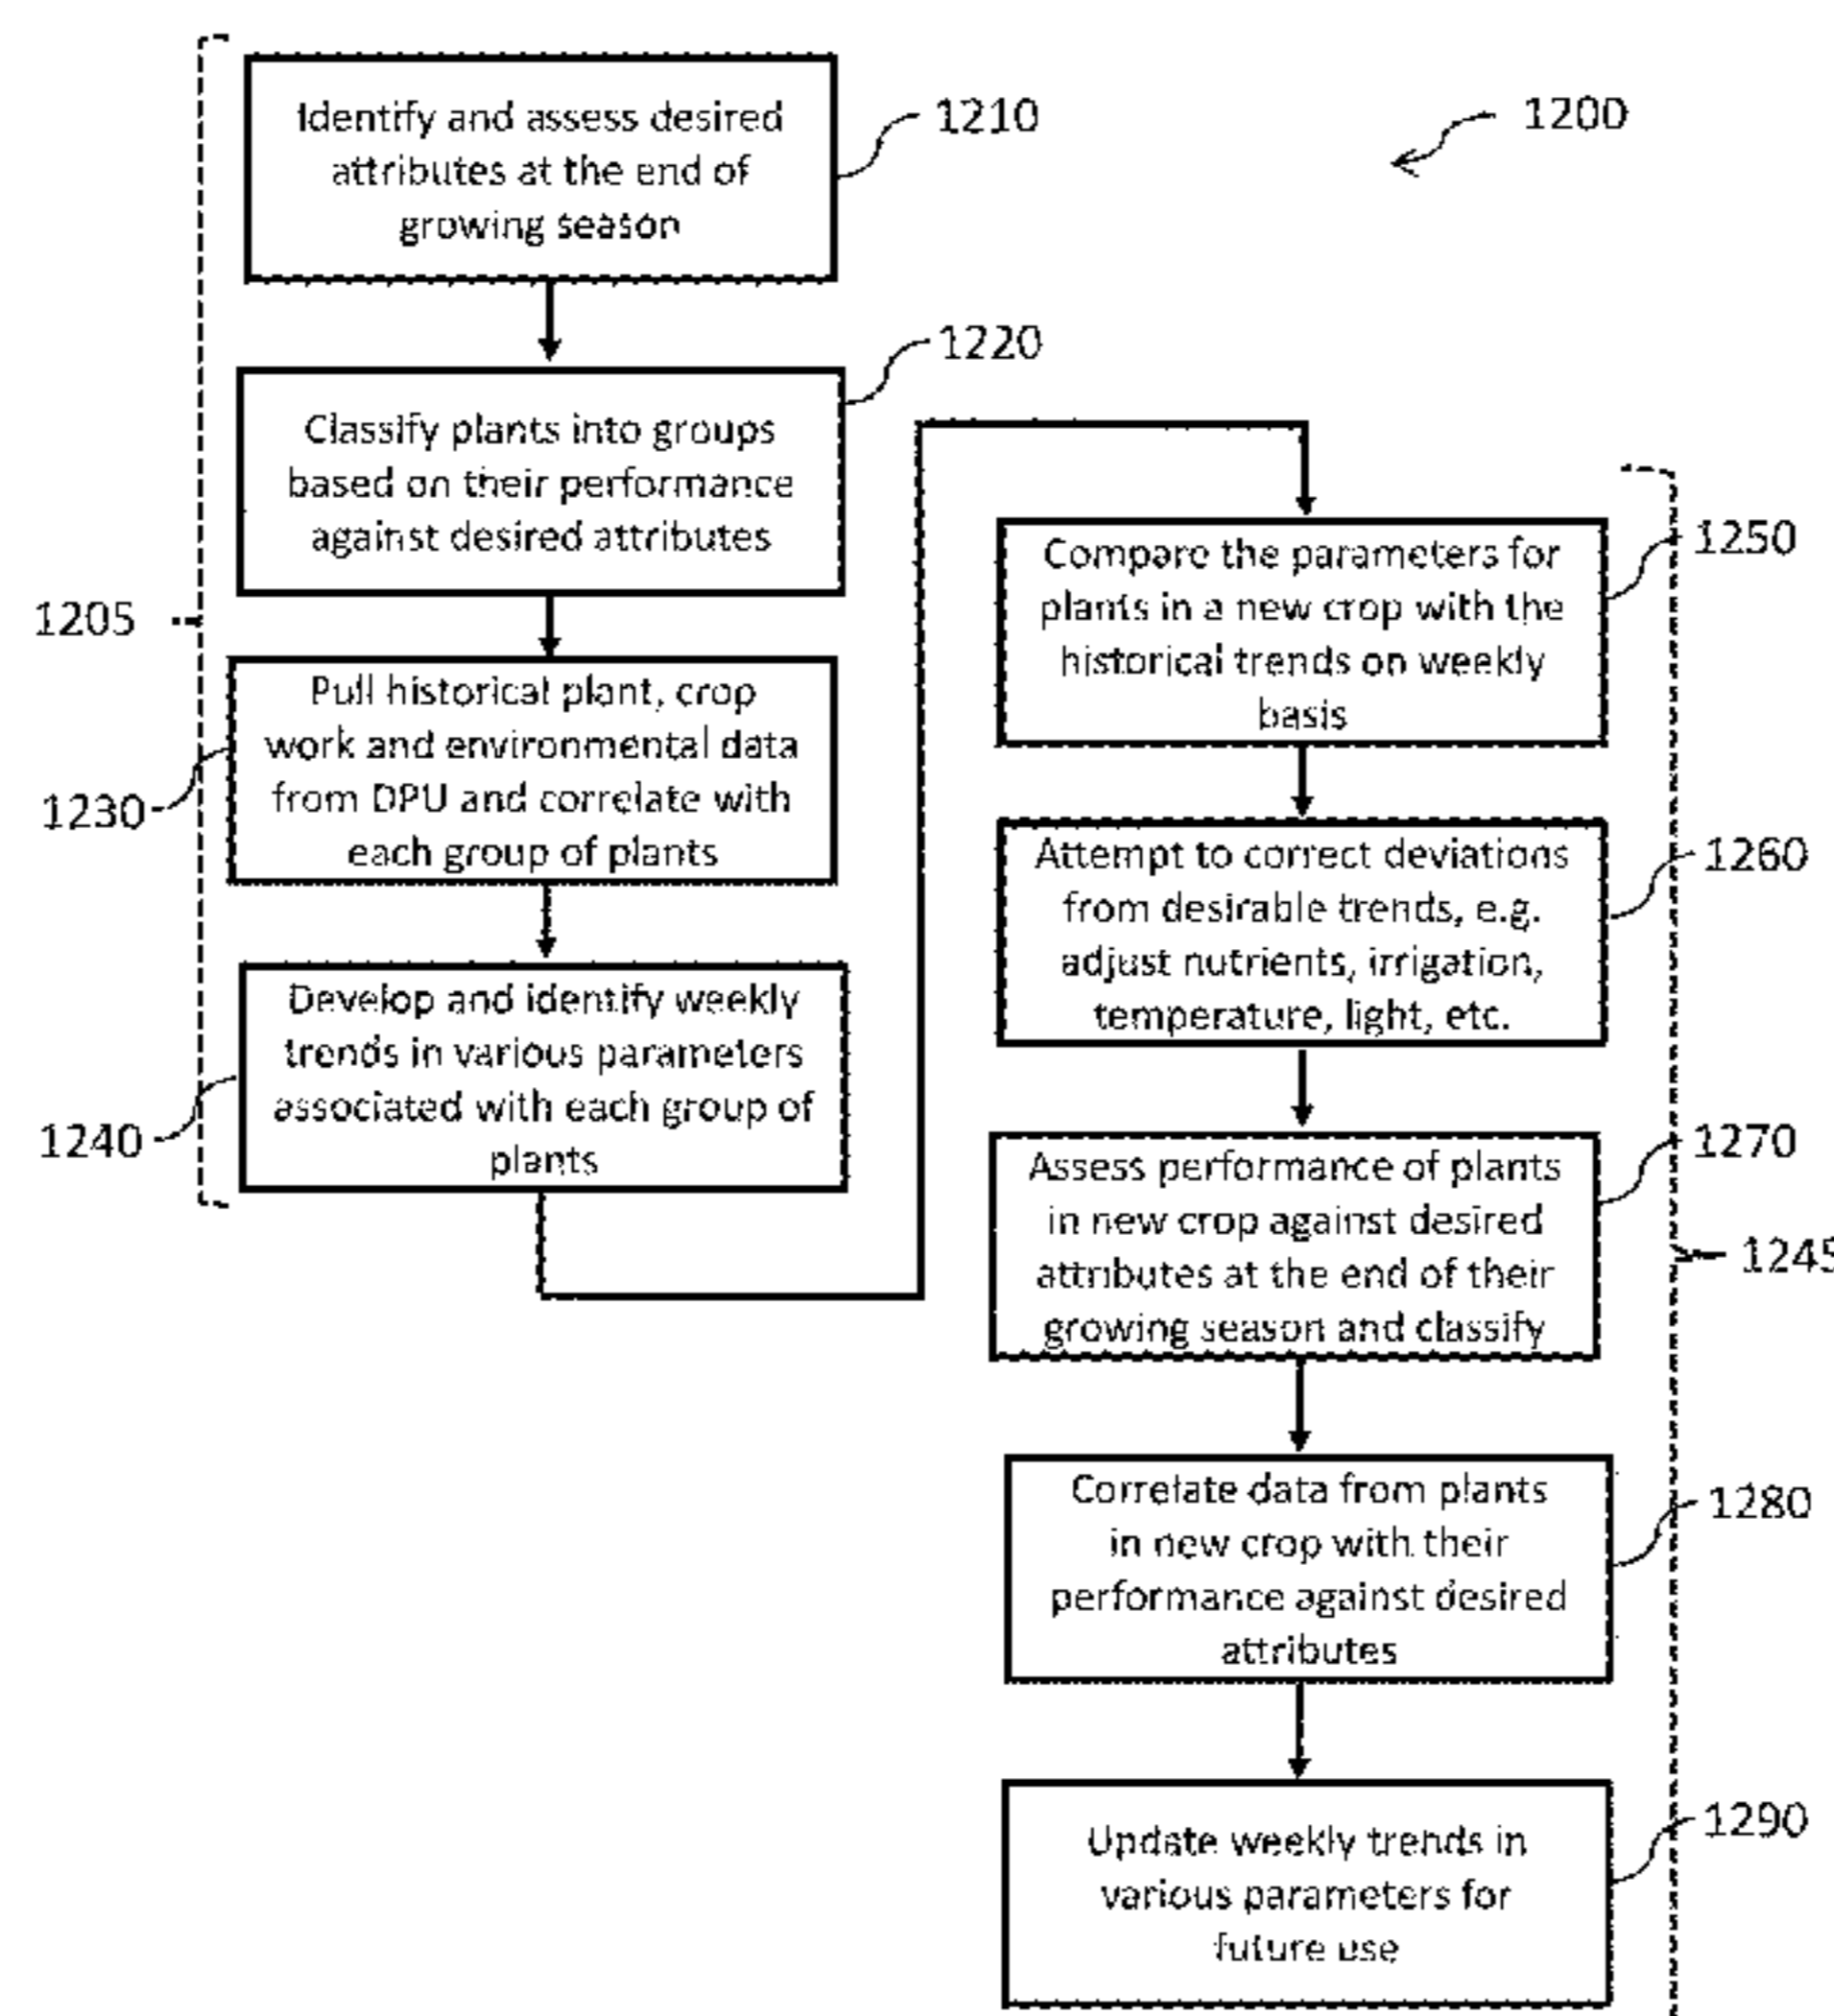 Identify and assess desired
attributes at the end of
growing season
1210
1200
Classify plants into groups
based on their performance
against desired attributes
1220
1205
Pull historical plant, crop
work and environmental data
from DPU and correlate with
each group of plants
1230
Develop and identify weekly
trends in various parameters
associated with each group of
plants
1240
Compare the parameters for
plants in a new crop with the
historical trends on weekly
basis
1250
Attempt to correct deviations
from desirable trends, e.g.
adjust nutrients, irrigation,
temperature, light, etc.
1260
Assess performance of plants
in new crop against desired
attributes at the end of their
growing season and classify
1270
1245
Correlate data from plants
in new crop with their
performance against desired
attributes
1280
Update weekly trends in
various parameters for
future use
1290